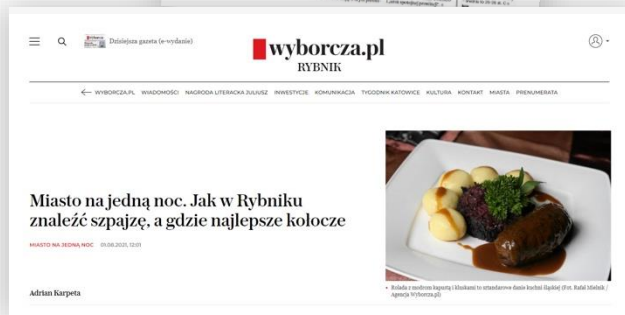 Dzisiejsza gazeta (e-wydanie)
wyborcza.pl
RYBNIK
WYBORCZA.PL WIADOMOŚCI NAGRODA LITERACKA JULIUSZ INWESTYCJE KOMUNIKACJA TYGODNIK KATOWICE KULTURA KONTAKT MIASTA PRENUMERATA
Miasto na jedną noc. Jak w Rybniku
znaleźć szpajzę, a gdzie najlepsze kołocze
MIASTO NA JEDNĄ NOC 01.08.2021, 12:01
Adrian Karpeta
Rolada z modrom kapustą i kluskami to sztandarowe danie kuchni śląskiej (Fot. Rafał Mielnik /
Agencja Wyborcza.pl)